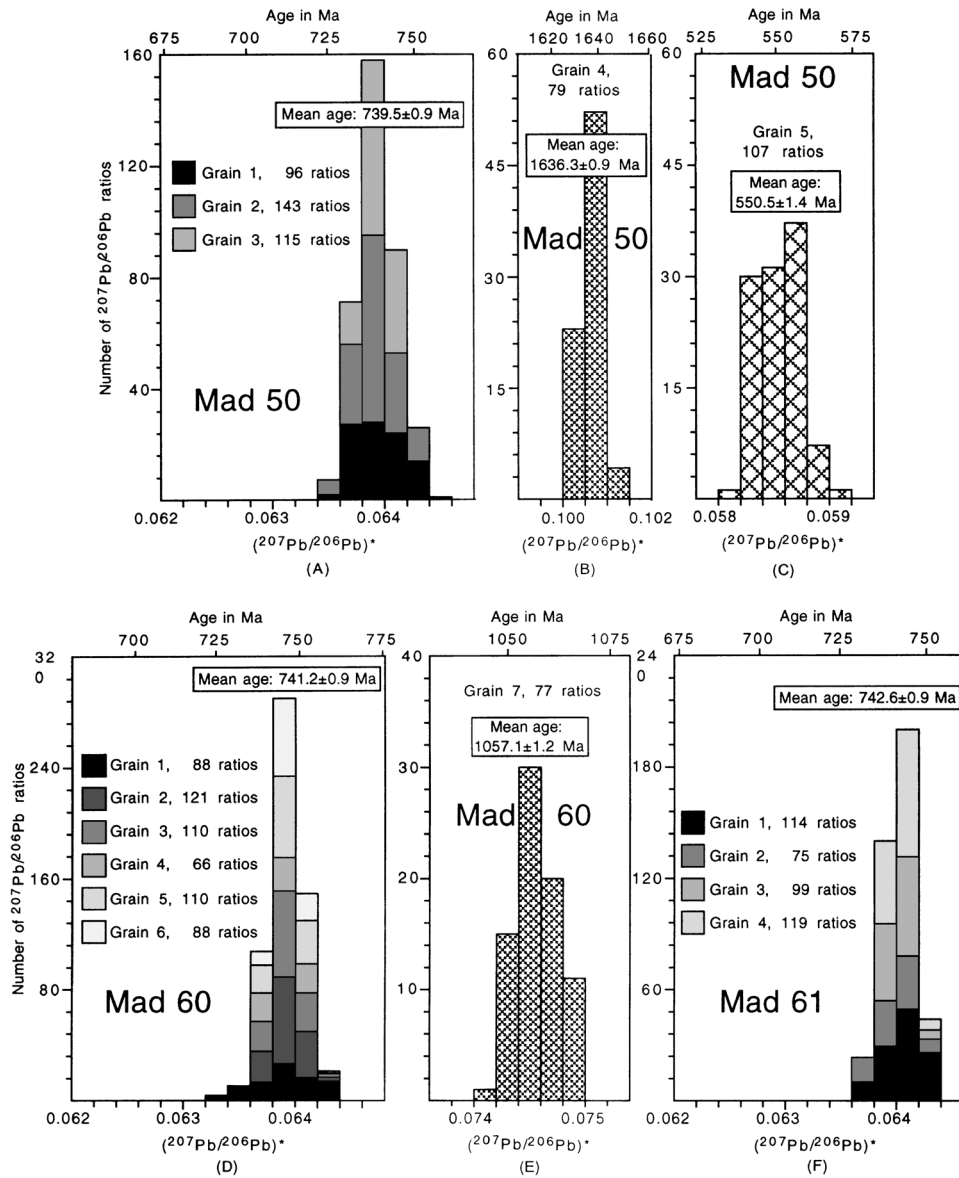 Age in Ma
675 700 725 750
160
120
80
40
Number of ²⁰⁷Pb/²⁰⁶Pb ratios
Mean age: 739.5±0.9 Ma
Grain 1, 96 ratios
Grain 2, 143 ratios
Grain 3, 115 ratios
Mad 50
0.062 0.063 0.064
(²⁰⁷Pb/²⁰⁶Pb)*
(A)
Age in Ma
1620 1640 1660
60
45
30
15
Grain 4,
79 ratios
Mean age:
1636.3±0.9 Ma
Mad 50
0.100 0.102
(²⁰⁷Pb/²⁰⁶Pb)*
(B)
Age in Ma
525 550 575
60
45
30
15
Mad 50
Grain 5,
107 ratios
Mean age:
550.5±1.4 Ma
0.058 0.059
(²⁰⁷Pb/²⁰⁶Pb)*
(C)
Age in Ma
700 725 750 775
32
0
240
160
80
Number of ²⁰⁷Pb/²⁰⁶Pb ratios
Mean age: 741.2±0.9 Ma
Grain 1, 88 ratios
Grain 2, 121 ratios
Grain 3, 110 ratios
Grain 4, 66 ratios
Grain 5, 110 ratios
Grain 6, 88 ratios
Mad 60
0.062 0.063 0.064
(²⁰⁷Pb/²⁰⁶Pb)*
(D)
Age in Ma
1050 1075
40
30
20
10
Grain 7, 77 ratios
Mean age:
1057.1±1.2 Ma
Mad 60
0.074 0.075
(²⁰⁷Pb/²⁰⁶Pb)*
(E)
Age in Ma
675 700 725 750
24
0
180
120
60
Mean age: 742.6±0.9 Ma
Grain 1, 114 ratios
Grain 2, 75 ratios
Grain 3, 99 ratios
Grain 4, 119 ratios
Mad 61
0.062 0.063 0.064
(²⁰⁷Pb/²⁰⁶Pb)*
(F)